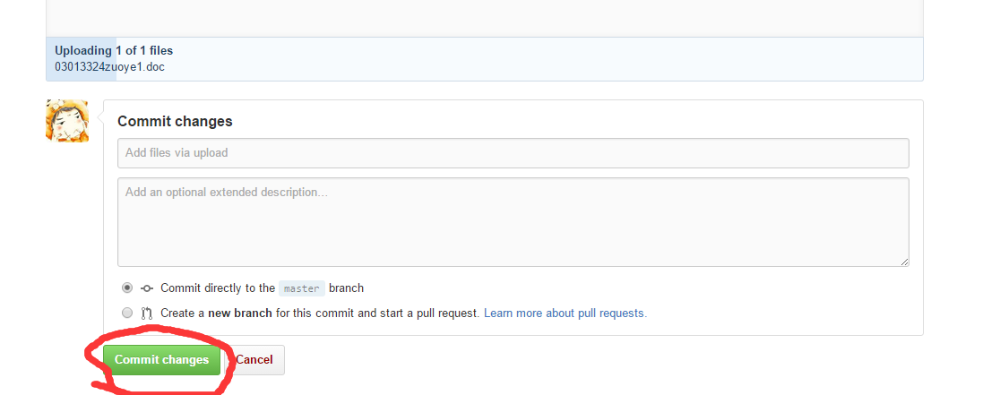 Uploading 1 of 1 files
03013324zuoye1.doc
Commit changes
Add files via upload
Add an optional extended description...
Commit directly to the master branch
Create a new branch for this commit and start a pull request. Learn more about pull requests.
Commit changes Cancel